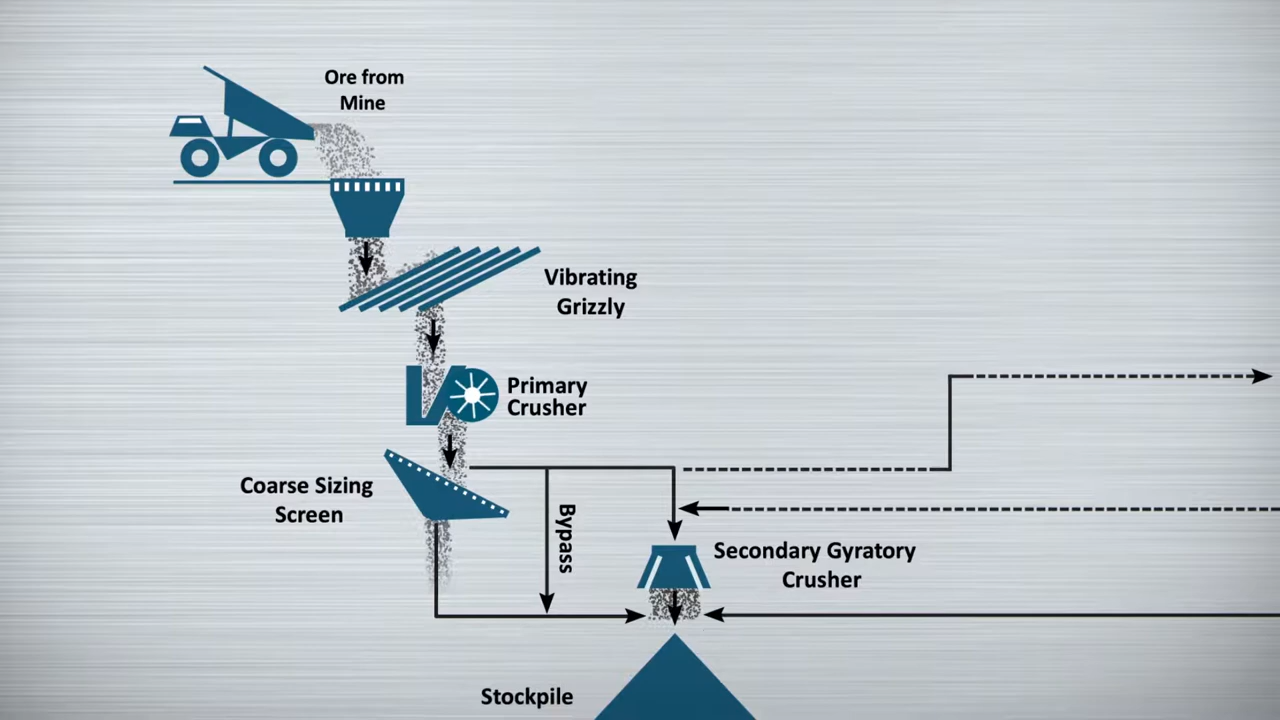 Ore from
Mine
Vibrating
Grizzly
Primary
Crusher
Coarse Sizing
Screen
Bypass
Secondary Gyratory
Crusher
Stockpile